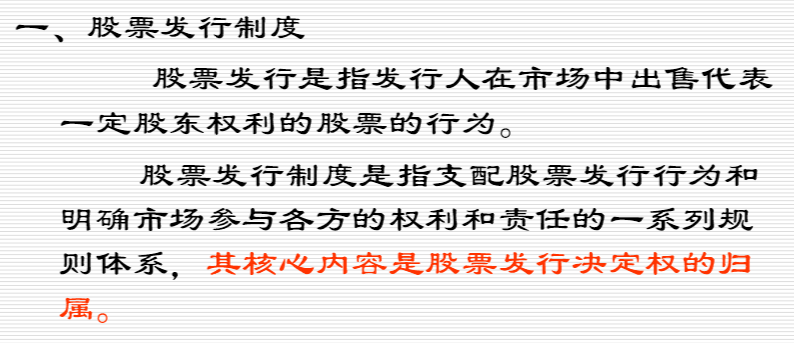 一、股票发行制度
股票发行是指发行人在市场中出售代表
一定股东权利的股票的行为。
股票发行制度是指支配股票发行行为和
明确市场参与各方的权利和责任的一系列规
则体系，其核心内容是股票发行决定权的归
属。